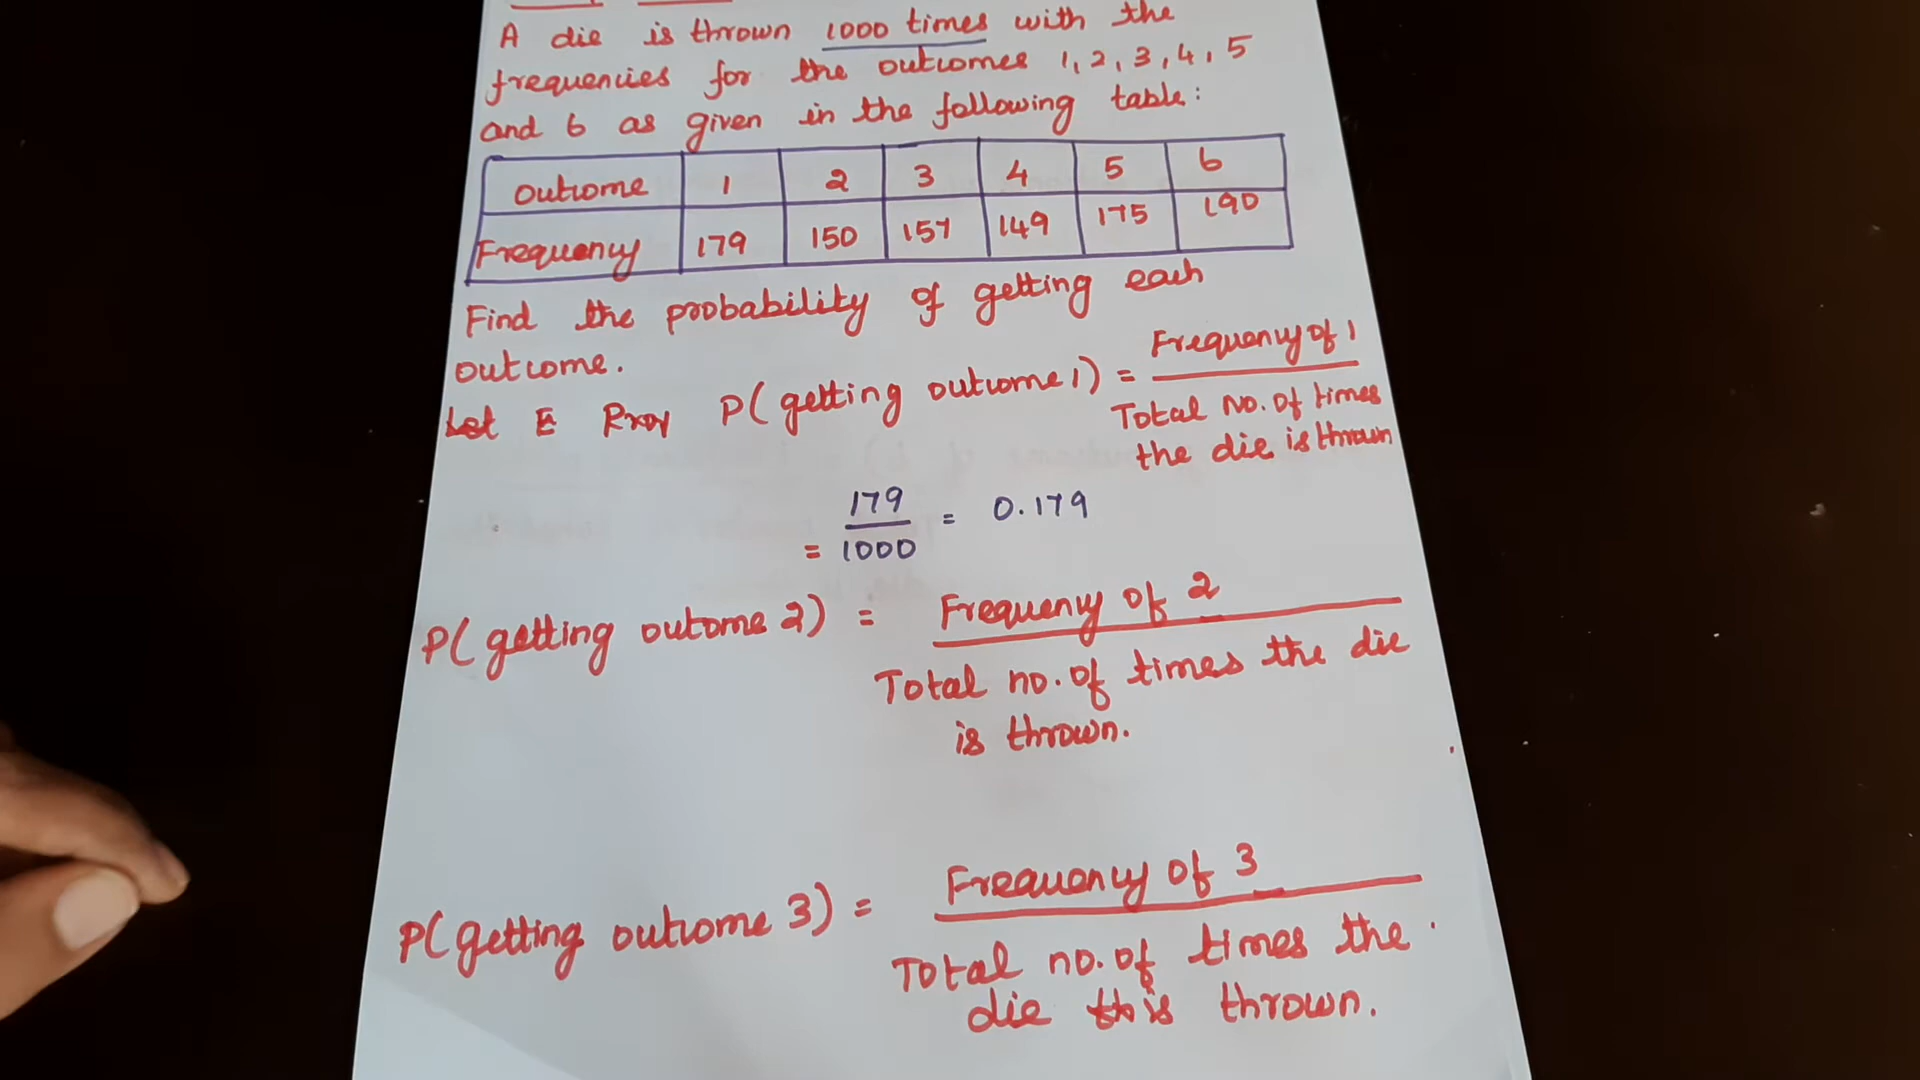 A die is thrown 1000 times with the
frequencies for the outcomes 1, 2, 3, 4, 5
and 6 as given in the following table:
Outcome 1 2 3 4 5 6
Frequency 179 150 157 149 175 190
Find the probability of getting each
outcome.
Let E P(getting outcome 1) = Frequency of 1
Total No. of times
the die is thrown
= 179/1000 = 0.179
P(getting outcome 2) = Frequency of 2
Total no. of times the die
is thrown.
P(getting outcome 3) = Frequency of 3
Total no. of times the
die this thrown.